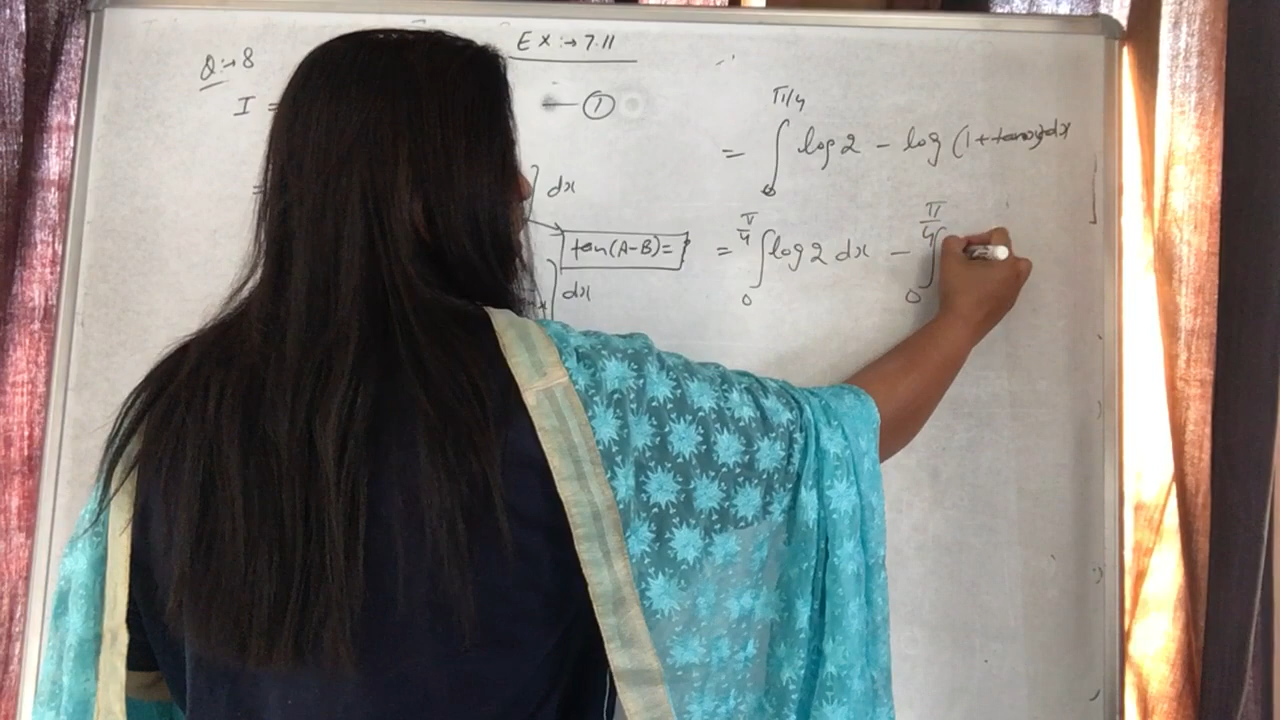 EX:→7.11
Q:→8
I =
①
] dx
tan(A-B)=
dx
π/4
= ∫ log 2 - log (1+tanx)dx
0
π/4 π/4
= ∫ log 2 dx - ∫
0 0